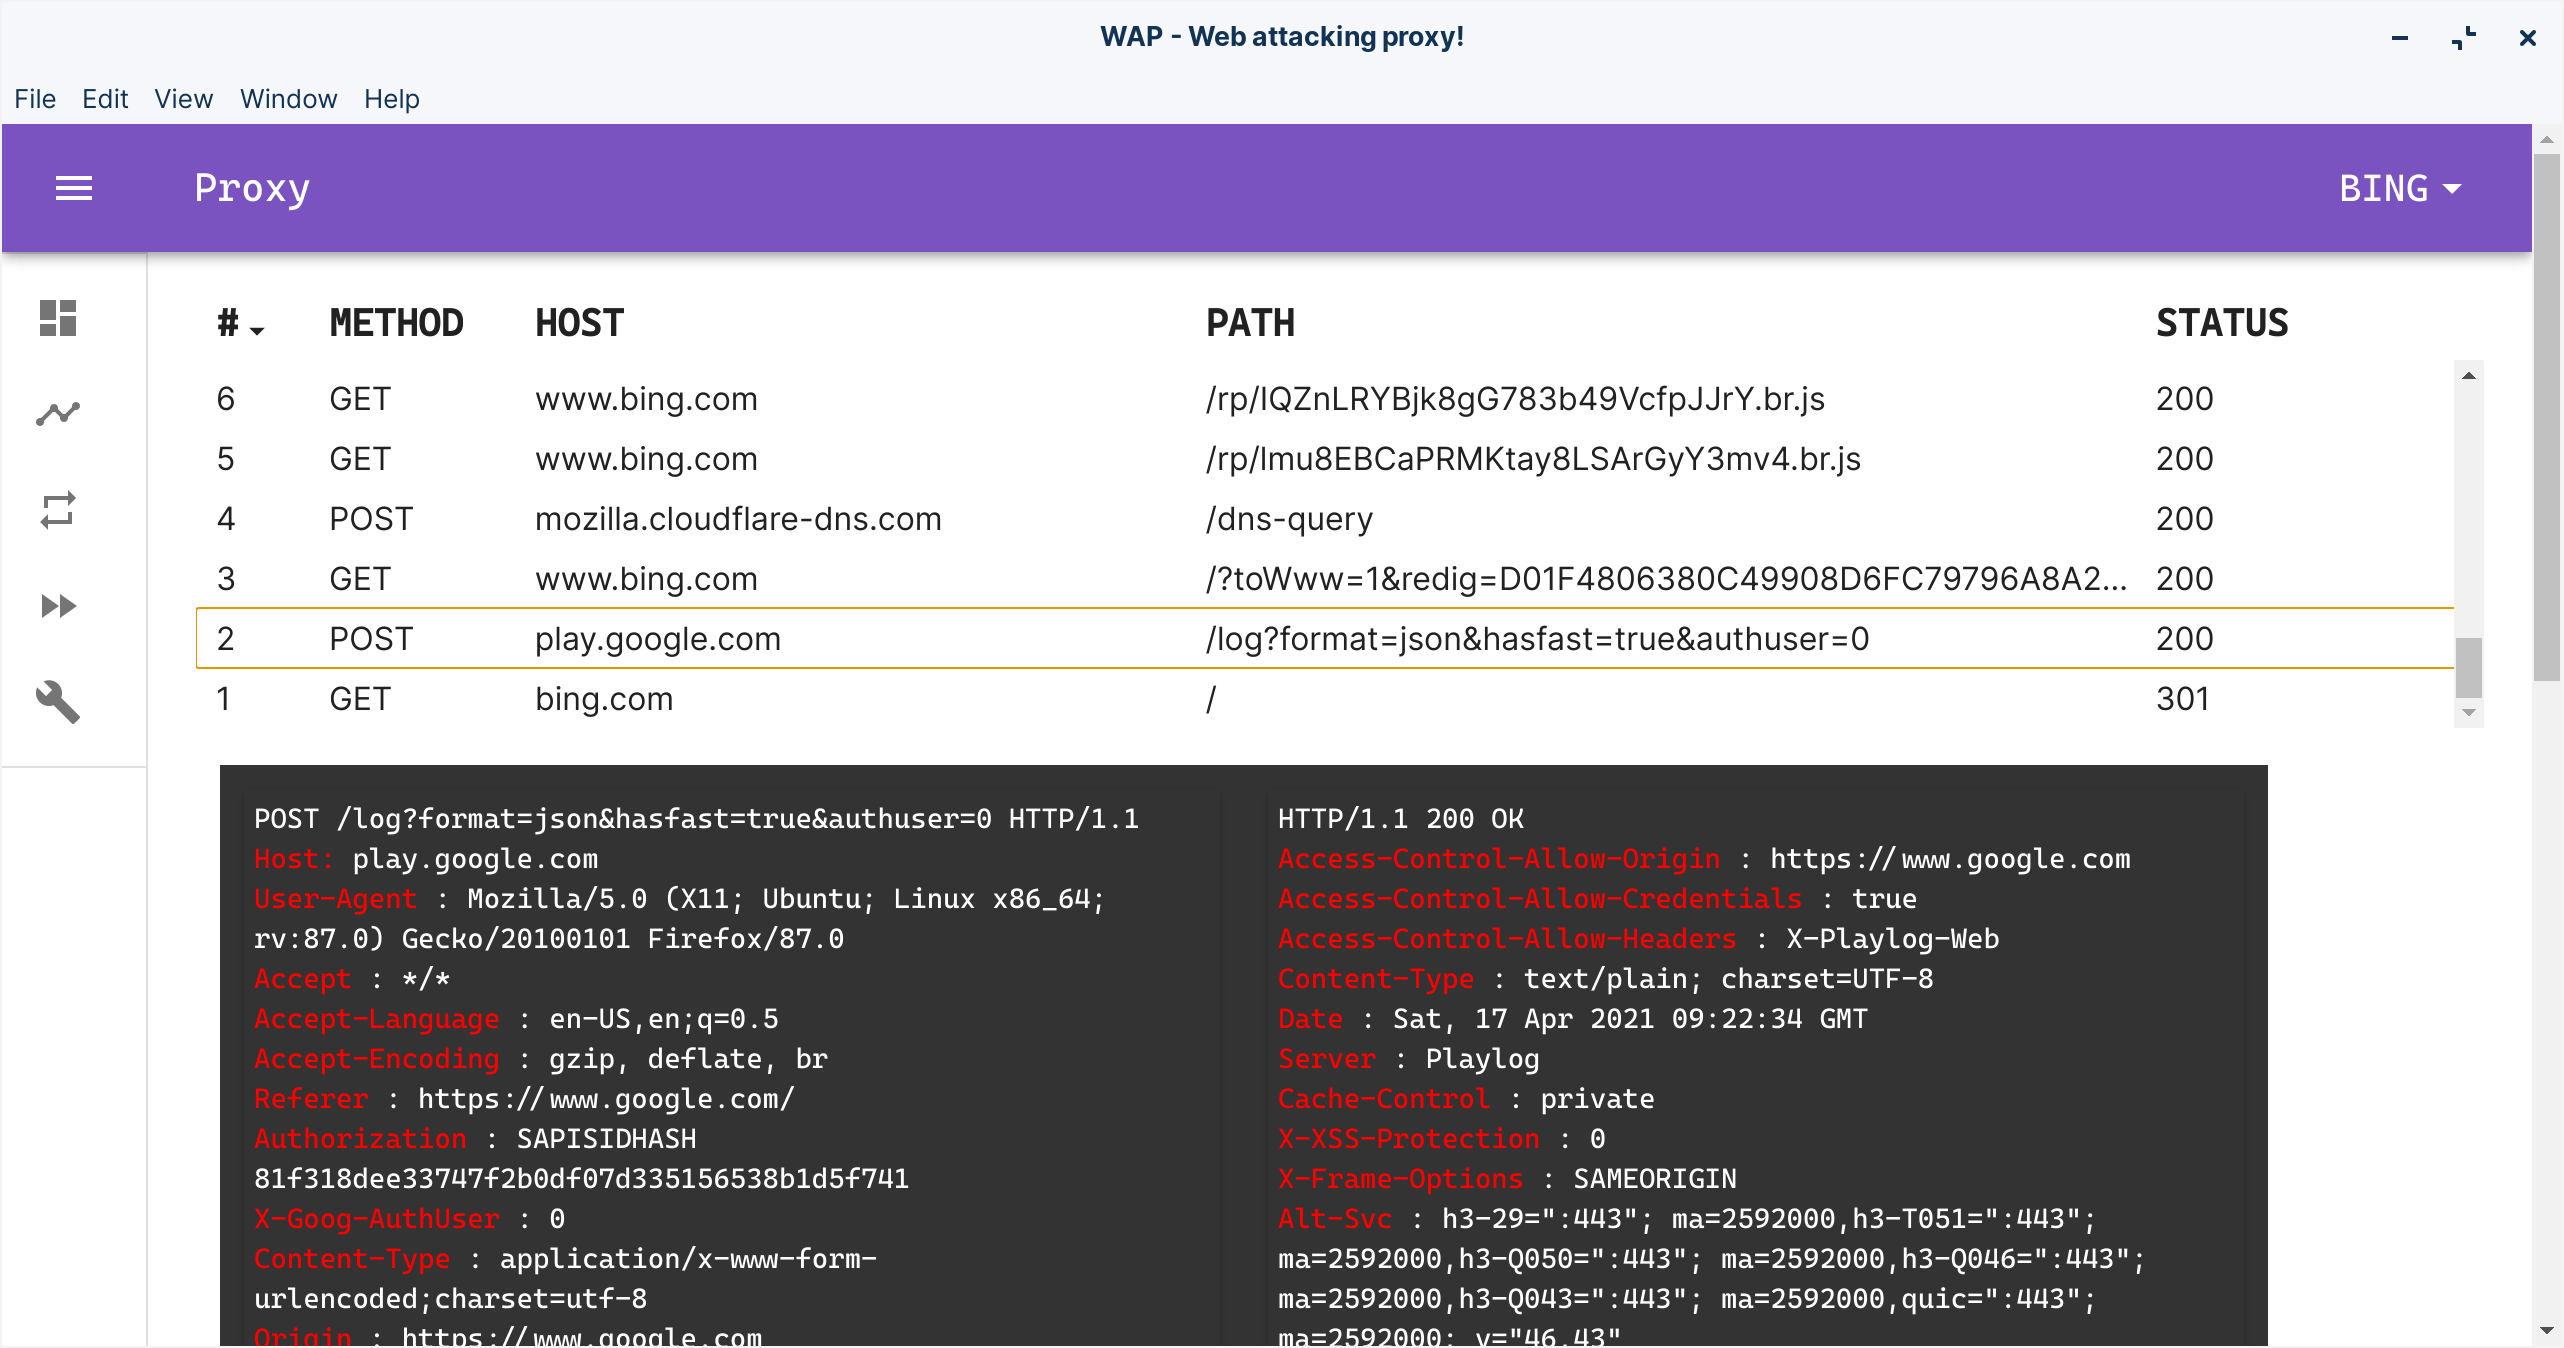 WAP - Web attacking proxy!
File Edit View Window Help
Proxy BING
# METHOD HOST PATH STATUS
6 GET www.bing.com /rp/IQZnLRYBjk8gG783b49VcfpJJrY.br.js 200
5 GET www.bing.com /rp/Imu8EBCaPRMKtay8LSArGyY3mv4.br.js 200
4 POST mozilla.cloudflare-dns.com /dns-query 200
3 GET www.bing.com /?toWww=1&redig=D01F4806380C49908D6FC79796A8A2... 200
2 POST play.google.com /log?format=json&hasfast=true&authuser=0 200
1 GET bing.com / 301
POST /log?format=json&hasfast=true&authuser=0 HTTP/1.1
Host: play.google.com
User-Agent : Mozilla/5.0 (X11; Ubuntu; Linux x86_64;
rv:87.0) Gecko/20100101 Firefox/87.0
Accept : */*
Accept-Language : en-US,en;q=0.5
Accept-Encoding : gzip, deflate, br
Referer : https://www.google.com/
Authorization : SAPISIDHASH
81f318dee33747f2b0df07d335156538b1d5f741
X-Goog-AuthUser : 0
Content-Type : application/x-www-form-
urlencoded;charset=utf-8
Origin : https://www.google.com
HTTP/1.1 200 OK
Access-Control-Allow-Origin : https://www.google.com
Access-Control-Allow-Credentials : true
Access-Control-Allow-Headers : X-Playlog-Web
Content-Type : text/plain; charset=UTF-8
Date : Sat, 17 Apr 2021 09:22:34 GMT
Server : Playlog
Cache-Control : private
X-XSS-Protection : 0
X-Frame-Options : SAMEORIGIN
Alt-Svc : h3-29=":443"; ma=2592000,h3-T051=":443";
ma=2592000,h3-Q050=":443"; ma=2592000,h3-Q046=":443";
ma=2592000,h3-Q043=":443"; ma=2592000,quic=":443";
ma=2592000; v="46,43"